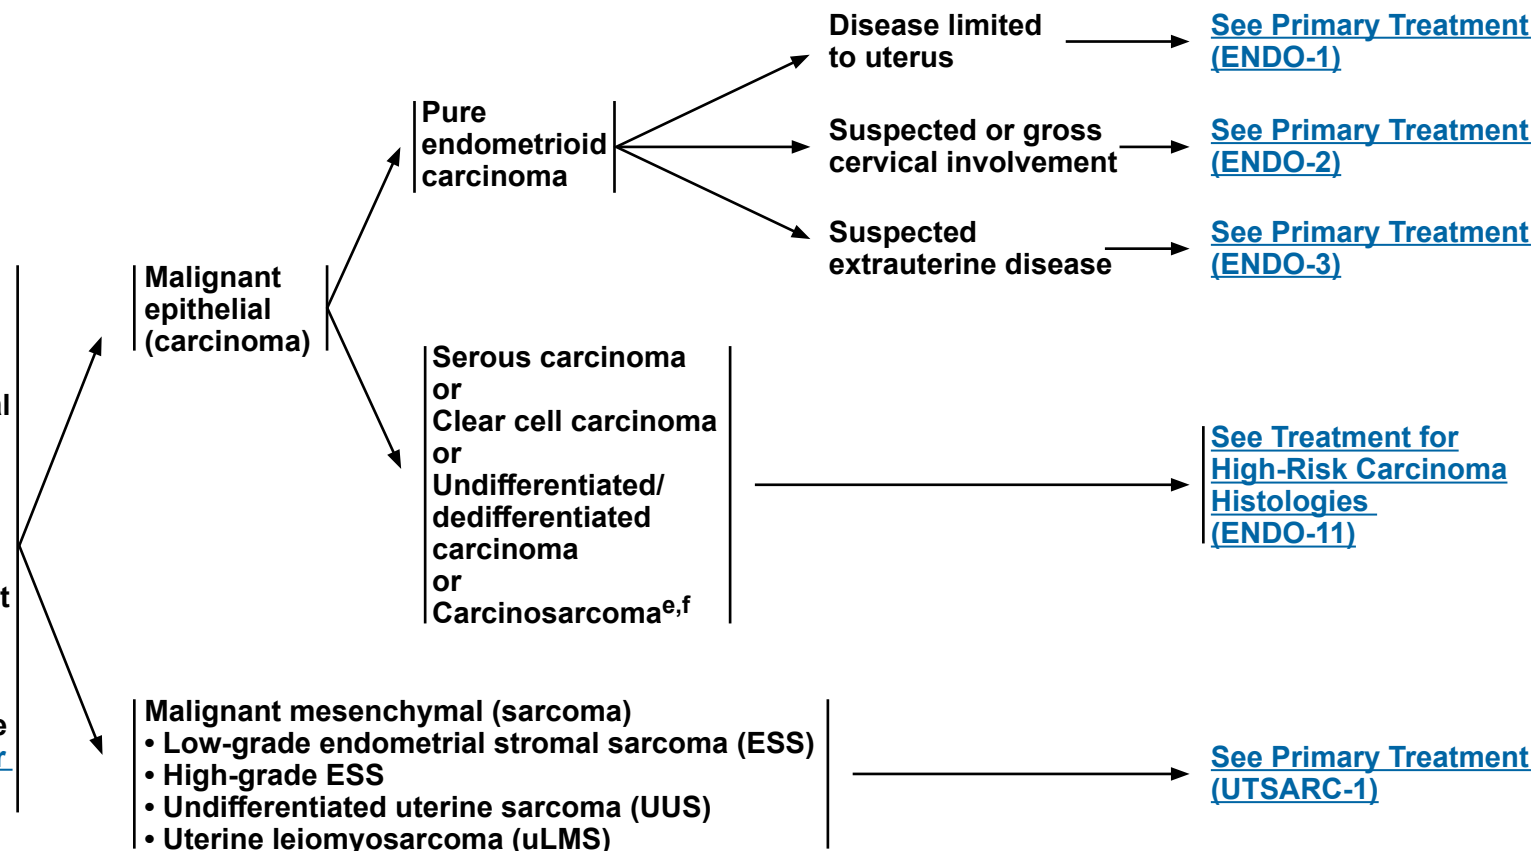 Disease limited
to uterus
See Primary Treatment
(ENDO-1)
Pure
endometrioid
carcinoma
Suspected or gross
cervical involvement
See Primary Treatment
(ENDO-2)
Suspected
extrauterine disease
See Primary Treatment
(ENDO-3)
Malignant
epithelial
(carcinoma)
Serous carcinoma
or
Clear cell carcinoma
or
Undifferentiated/
dedifferentiated
carcinoma
or
Carcinosarcomae,f
See Treatment for
High-Risk Carcinoma
Histologies
(ENDO-11)
Malignant mesenchymal (sarcoma)
• Low-grade endometrial stromal sarcoma (ESS)
• High-grade ESS
• Undifferentiated uterine sarcoma (UUS)
• Uterine leiomyosarcoma (uLMS)
See Primary Treatment
(UTSARC-1)